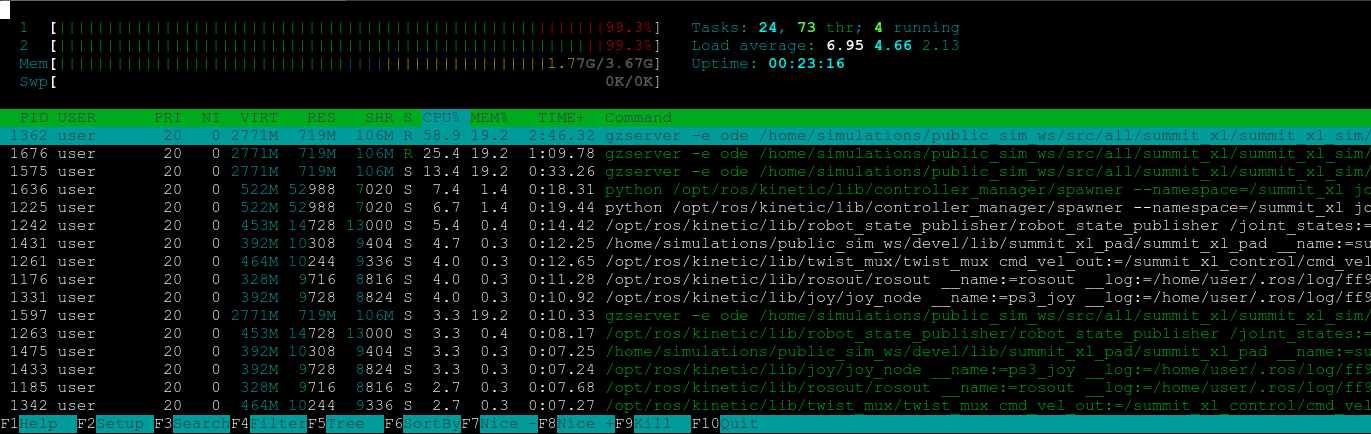 1 [||||||||||||||||||||||||||||||||||||||||||||||||||||||||||||99.3%] Tasks: 24, 73 thr; 4 running
2 [||||||||||||||||||||||||||||||||||||||||||||||||||||||||||||99.3%] Load average: 6.95 4.66 2.13
Mem[||||||||||||||||||||||||||||||||||||||||||||||||||||||1.77G/3.67G] Uptime: 00:23:16
Swp[ 0K/0K]
PID USER PRI NI VIRT RES SHR S CPU% MEM% TIME+ Command
1362 user 20 0 2771M 719M 106M R 58.9 19.2 2:46.32 gzserver -e ode /home/simulations/public_sim_ws/src/all/summit_xl/summit_xl_sim/
1676 user 20 0 2771M 719M 106M R 25.4 19.2 1:09.78 gzserver -e ode /home/simulations/public_sim_ws/src/all/summit_xl/summit_xl_sim/
1575 user 20 0 2771M 719M 106M S 13.4 19.2 0:33.26 gzserver -e ode /home/simulations/public_sim_ws/src/all/summit_xl/summit_xl_sim/
1636 user 20 0 522M 52988 7020 S 7.4 1.4 0:18.31 python /opt/ros/kinetic/lib/controller_manager/spawner --namespace=/summit_xl jo
1225 user 20 0 522M 52988 7020 S 6.7 1.4 0:19.44 python /opt/ros/kinetic/lib/controller_manager/spawner --namespace=/summit_xl jo
1242 user 20 0 453M 14728 13000 S 5.4 0.4 0:14.42 /opt/ros/kinetic/lib/robot_state_publisher/robot_state_publisher /joint_states:=
1431 user 20 0 392M 10308 9404 S 4.7 0.3 0:12.25 /home/simulations/public_sim_ws/devel/lib/summit_xl_pad/summit_xl_pad __name:=su
1261 user 20 0 464M 10244 9336 S 4.0 0.3 0:12.65 /opt/ros/kinetic/lib/twist_mux/twist_mux cmd_vel_out:=/summit_xl_control/cmd_vel
1176 user 20 0 328M 9716 8816 S 4.0 0.3 0:11.28 /opt/ros/kinetic/lib/rosout/rosout __name:=rosout __log:=/home/user/.ros/log/ff9
1331 user 20 0 392M 9728 8824 S 4.0 0.3 0:10.92 /opt/ros/kinetic/lib/joy/joy_node __name:=ps3_joy __log:=/home/user/.ros/log/ff9
1597 user 20 0 2771M 719M 106M S 3.3 19.2 0:10.33 gzserver -e ode /home/simulations/public_sim_ws/src/all/summit_xl/summit_xl_sim/
1263 user 20 0 453M 14728 13000 S 3.3 0.4 0:08.17 /opt/ros/kinetic/lib/robot_state_publisher/robot_state_publisher /joint_states:=
1475 user 20 0 392M 10308 9404 S 3.3 0.3 0:07.25 /home/simulations/public_sim_ws/devel/lib/summit_xl_pad/summit_xl_pad __name:=su
1433 user 20 0 392M 9728 8824 S 3.3 0.3 0:07.24 /opt/ros/kinetic/lib/joy/joy_node __name:=ps3_joy __log:=/home/user/.ros/log/ff9
1185 user 20 0 328M 9716 8816 S 2.7 0.3 0:07.68 /opt/ros/kinetic/lib/rosout/rosout __name:=rosout __log:=/home/user/.ros/log/ff9
1342 user 20 0 464M 10244 9336 S 2.7 0.3 0:07.27 /opt/ros/kinetic/lib/twist_mux/twist_mux cmd_vel_out:=/summit_xl_control/cmd_vel
F1Help F2Setup F3SearchF4FilterF5Tree F6SortByF7Nice -F8Nice +F9Kill F10Quit